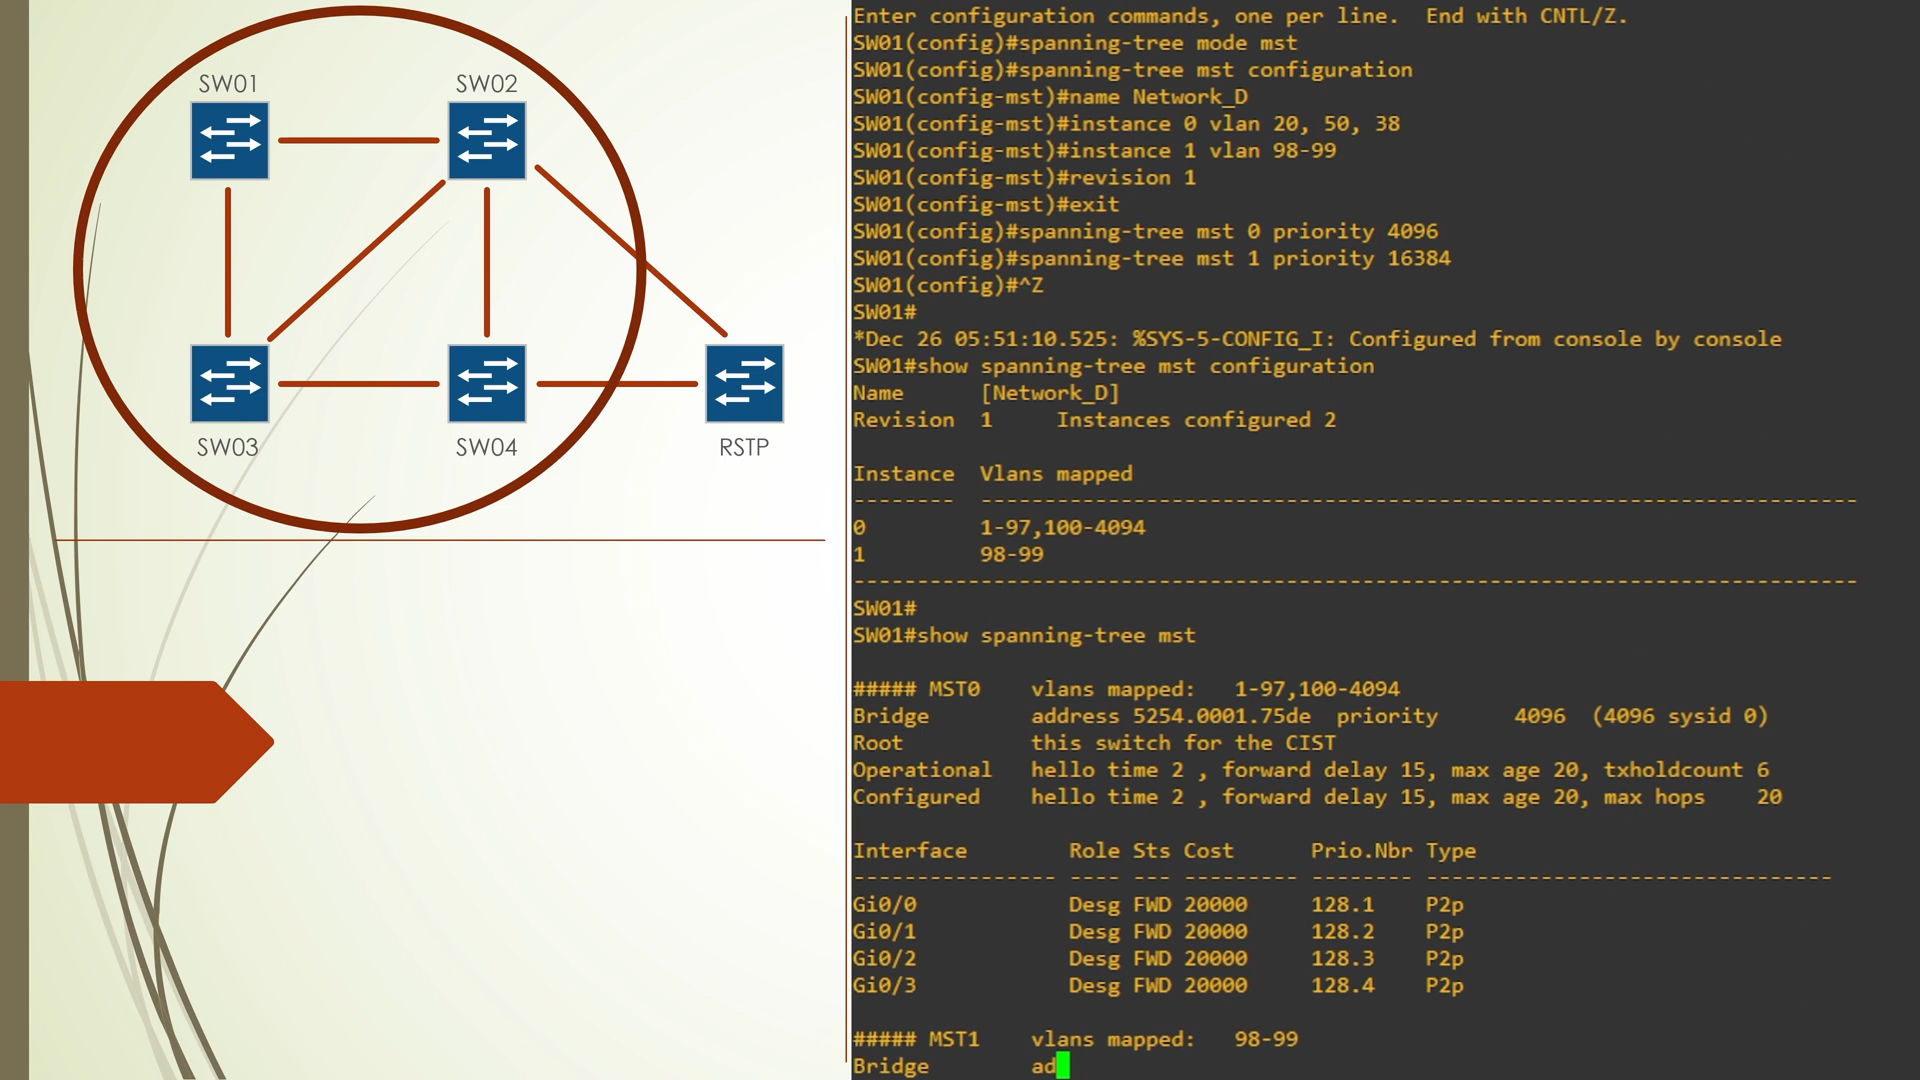 SW01
SW02
SW03
SW04
RSTP
Enter configuration commands, one per line.  End with CNTL/Z.
SW01(config)#spanning-tree mode mst
SW01(config)#spanning-tree mst configuration
SW01(config-mst)#name Network_D
SW01(config-mst)#instance 0 vlan 20, 50, 38
SW01(config-mst)#instance 1 vlan 98-99
SW01(config-mst)#revision 1
SW01(config-mst)#exit
SW01(config)#spanning-tree mst 0 priority 4096
SW01(config)#spanning-tree mst 1 priority 16384
SW01(config)#^Z
SW01#
*Dec 26 05:51:10.525: %SYS-5-CONFIG_I: Configured from console by console
SW01#show spanning-tree mst configuration
Name      [Network_D]
Revision  1     Instances configured 2
Instance  Vlans mapped
--------  ---------------------------------------------------------------------
0         1-97,100-4094
1         98-99
-------------------------------------------------------------------------------
SW01#
SW01#show spanning-tree mst
##### MST0    vlans mapped:   1-97,100-4094
Bridge        address 5254.0001.75de  priority      4096  (4096 sysid 0)
Root          this switch for the CIST
Operational   hello time 2 , forward delay 15, max age 20, txholdcount 6
Configured    hello time 2 , forward delay 15, max age 20, max hops    20
Interface        Role Sts Cost      Prio.Nbr Type
---------------- ---- --- --------- -------- --------------------------------
Gi0/0            Desg FWD 20000     128.1    P2p
Gi0/1            Desg FWD 20000     128.2    P2p
Gi0/2            Desg FWD 20000     128.3    P2p
Gi0/3            Desg FWD 20000     128.4    P2p
##### MST1    vlans mapped:   98-99
Bridge        ad